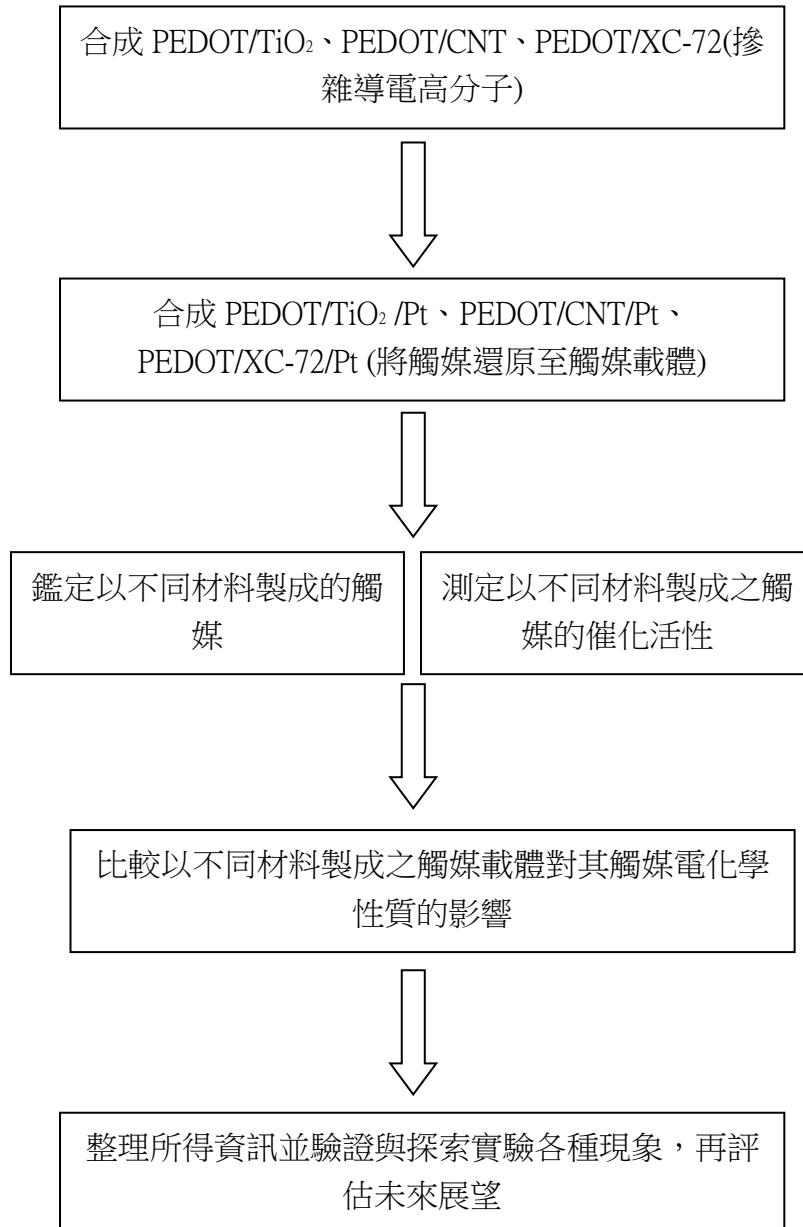 合成 PEDOT/TiO₂、PEDOT/CNT、PEDOT/XC-72(摻
雜導電高分子)
合成 PEDOT/TiO₂ /Pt、PEDOT/CNT/Pt、
PEDOT/XC-72/Pt (將觸媒還原至觸媒載體)
鑑定以不同材料製成的觸
媒
測定以不同材料製成之觸
媒的催化活性
比較以不同材料製成之觸媒載體對其觸媒電化學
性質的影響
整理所得資訊並驗證與探索實驗各種現象，再評
估未來展望